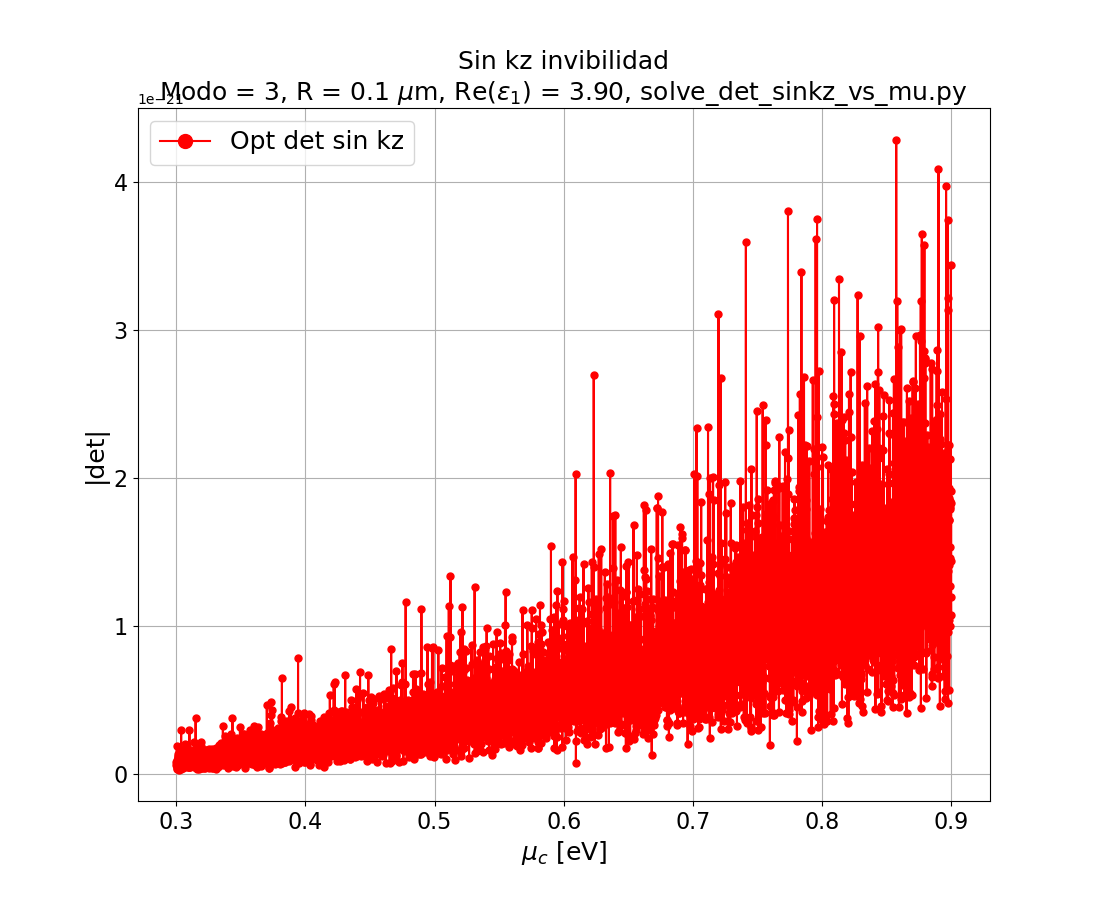 Sin kz invibilidad
Modo = 3, R = 0.1 μm, Re(ε₁) = 3.90, solve_det_sinkz_vs_mu.py
1e−21
Opt det sin kz
4
3
2
1
0
|det|
0.3 0.4 0.5 0.6 0.7 0.8 0.9
μ_c [eV]